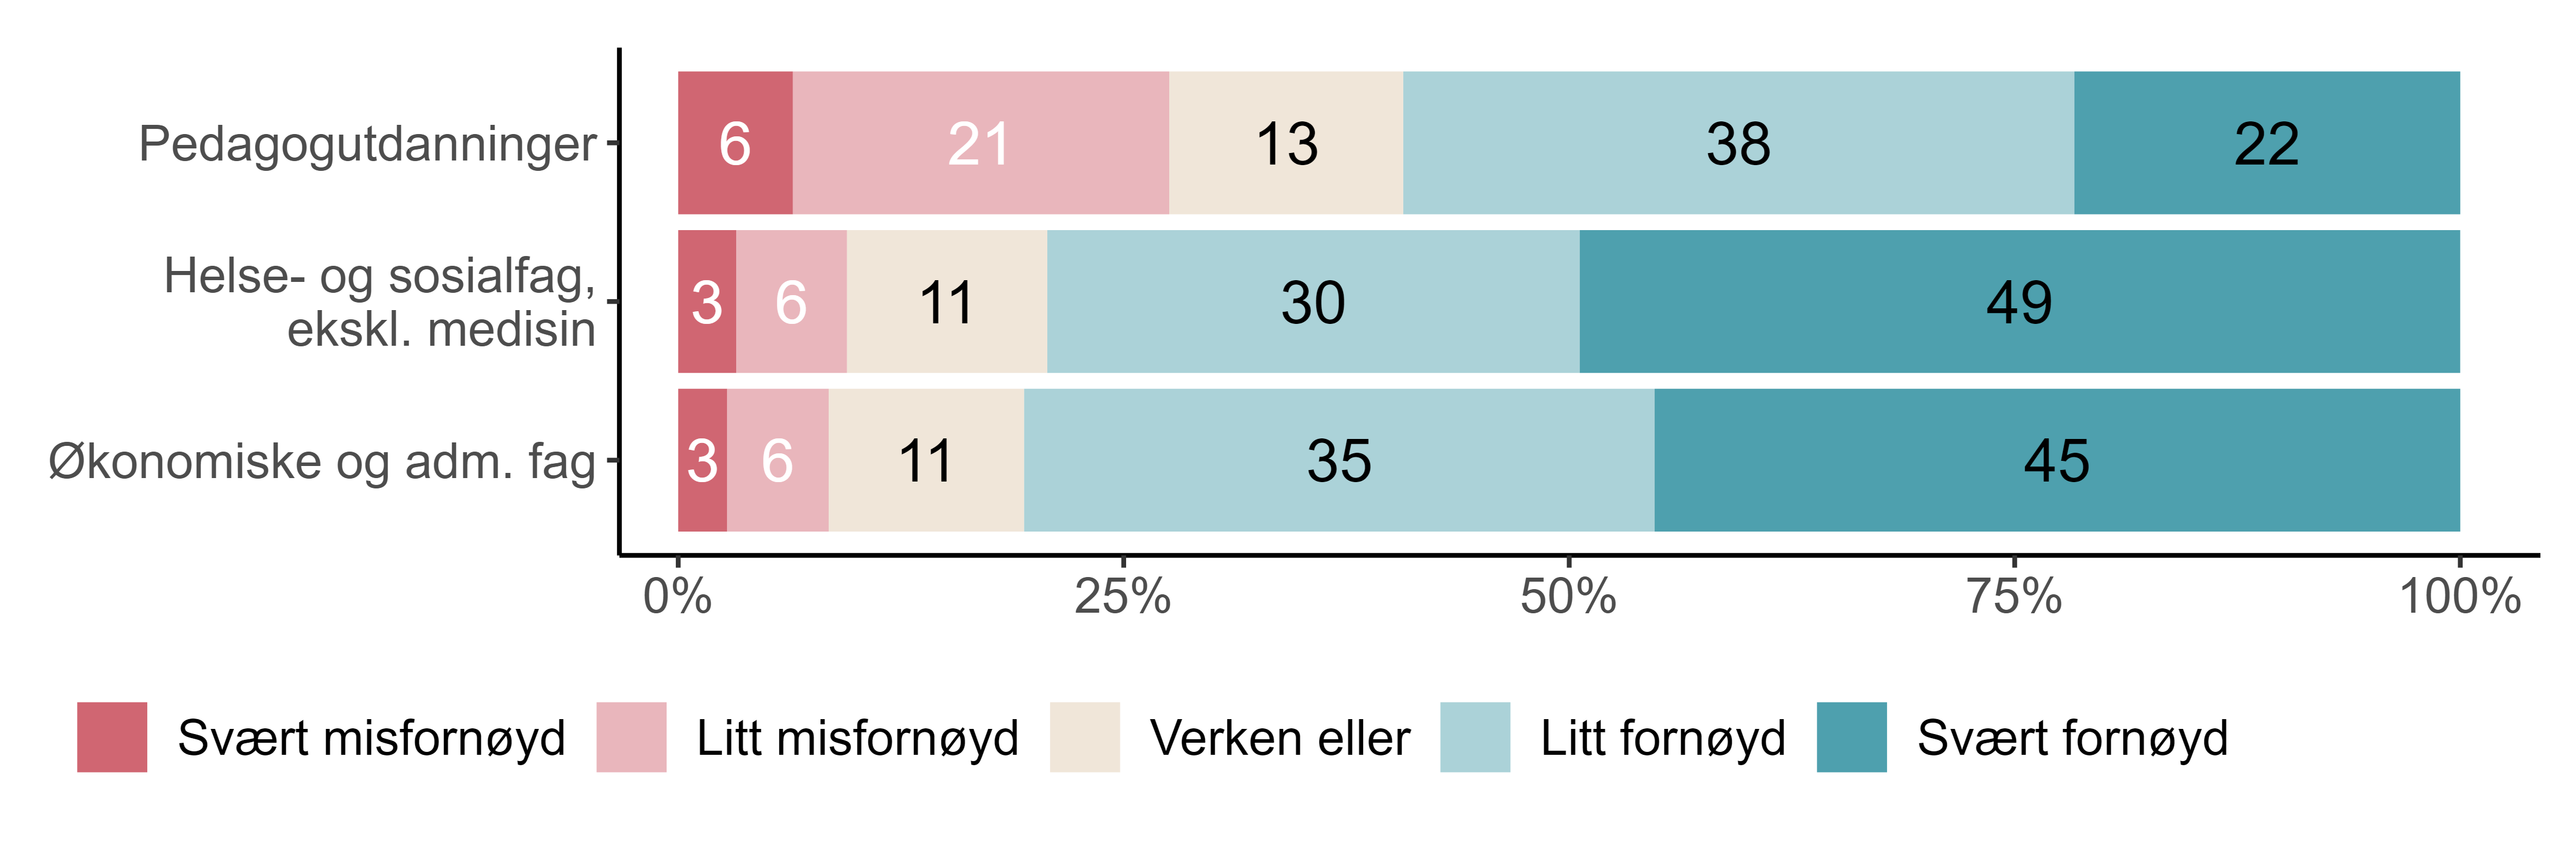 Pedagogutdanninger
6 21 13 38 22
Helse- og sosialfag,
ekskl. medisin
3 6 11 30 49
Økonomiske og adm. fag
3 6 11 35 45
0% 25% 50% 75% 100%
Svært misfornøyd Litt misfornøyd Verken eller Litt fornøyd Svært fornøyd